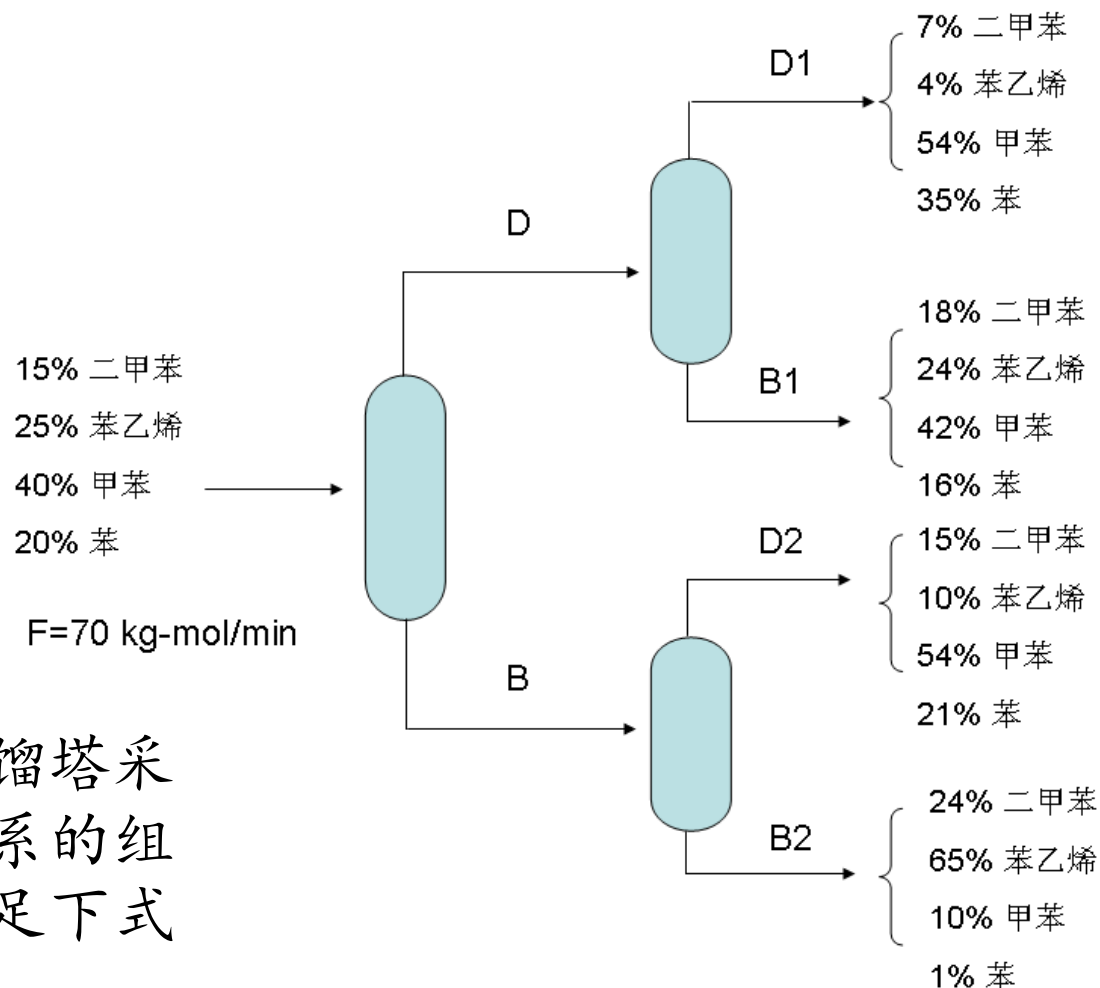 15% 二甲苯
25% 苯乙烯
40% 甲苯
20% 苯
F=70 kg-mol/min
D
B
D1
7% 二甲苯
4% 苯乙烯
54% 甲苯
35% 苯
B1
18% 二甲苯
24% 苯乙烯
42% 甲苯
16% 苯
D2
15% 二甲苯
10% 苯乙烯
54% 甲苯
21% 苯
B2
24% 二甲苯
65% 苯乙烯
10% 甲苯
1% 苯
馏塔采
系的组
足下式